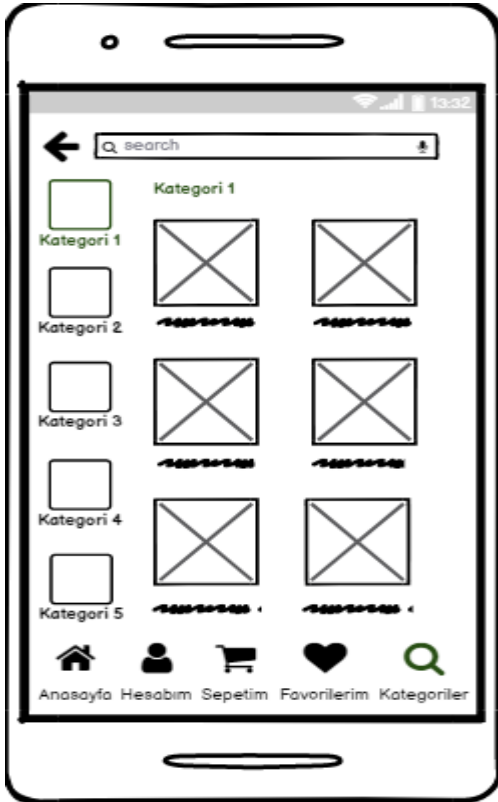 13:32
search
Kategori 1
Kategori 1
Kategori 2
Kategori 3
Kategori 4
Kategori 5
Anasayfa Hesabım Sepetim Favorilerim Kategoriler